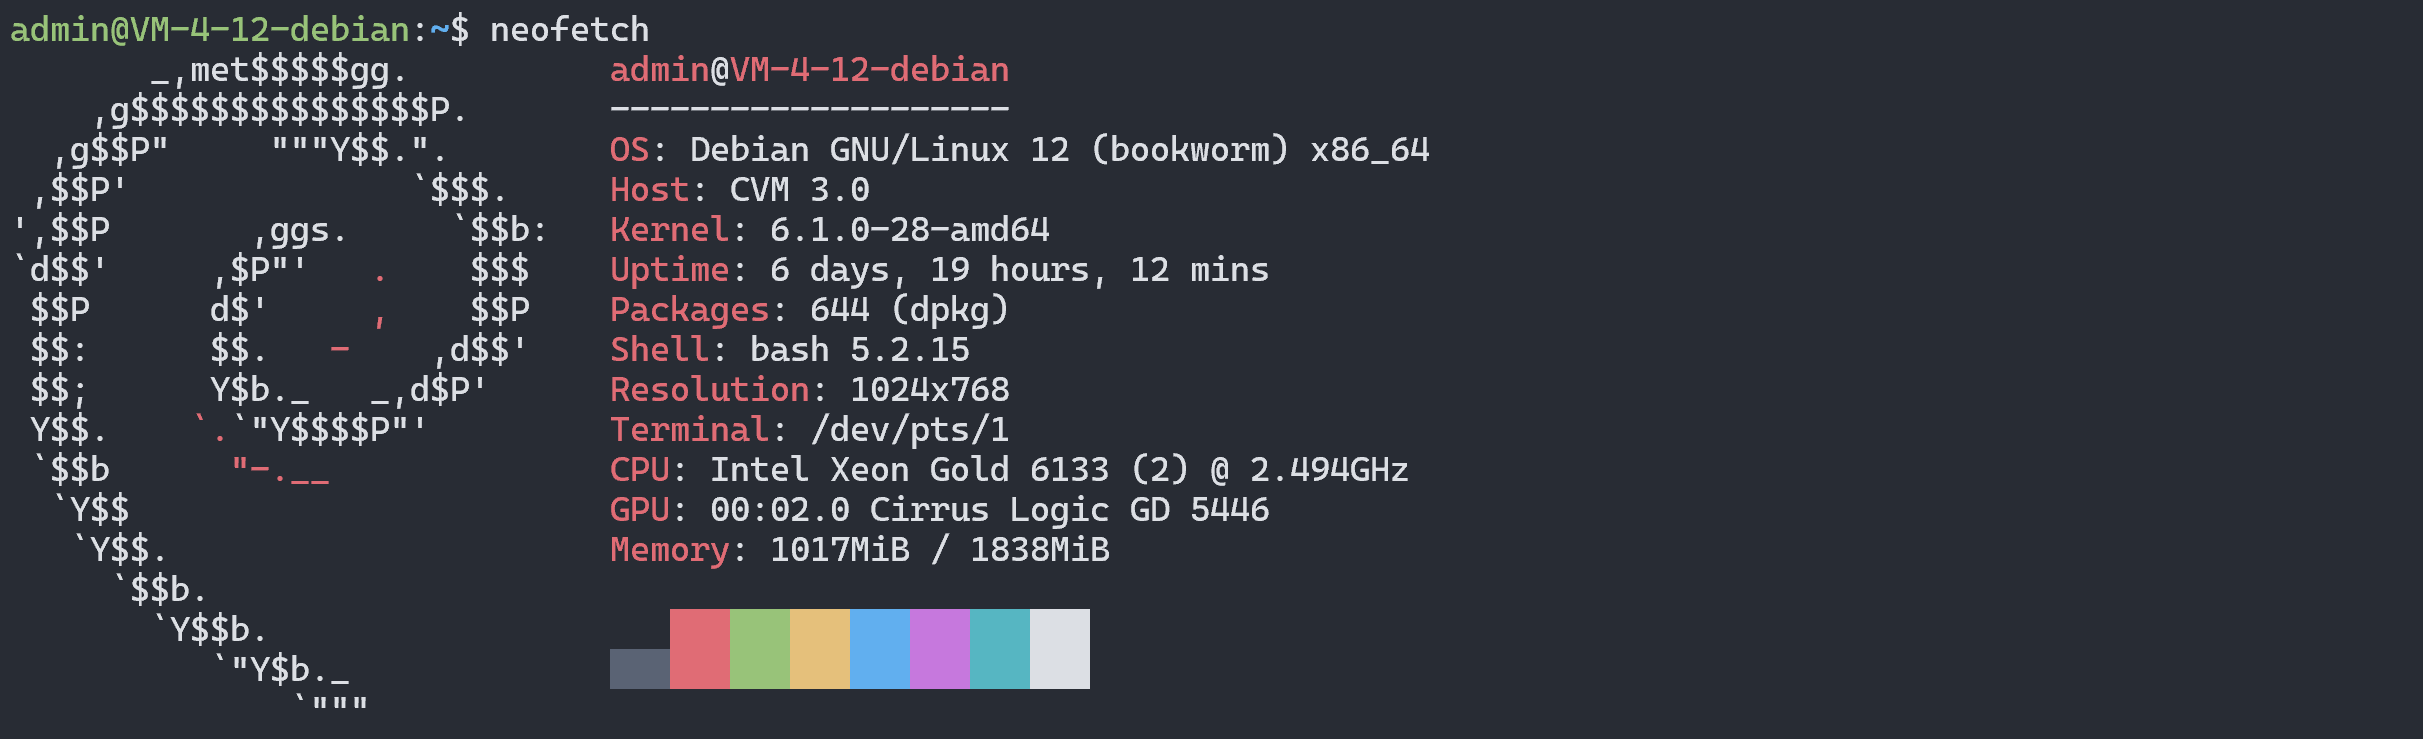 admin@VM-4-12-debian:~$ neofetch
       _,met$$$$$gg.          admin@VM-4-12-debian
    ,g$$$$$$$$$$$$$$$P.       --------------------
  ,g$$P"     """Y$$.".        OS: Debian GNU/Linux 12 (bookworm) x86_64
 ,$$P'              `$$$.     Host: CVM 3.0
',$$P       ,ggs.     `$$b:   Kernel: 6.1.0-28-amd64
`d$$'     ,$P"'   .    $$$    Uptime: 6 days, 19 hours, 12 mins
 $$P      d$'     ,    $$P    Packages: 644 (dpkg)
 $$:      $$.   -    ,d$$'    Shell: bash 5.2.15
 $$;      Y$b._   _,d$P'      Resolution: 1024x768
 Y$$.    `.`"Y$$$$P"'         Terminal: /dev/pts/1
 `$$b      "-.__              CPU: Intel Xeon Gold 6133 (2) @ 2.494GHz
  `Y$$                        GPU: 00:02.0 Cirrus Logic GD 5446
   `Y$$.                      Memory: 1017MiB / 1838MiB
     `$$b.
       `Y$$b.
          `"Y$b._
              `"""